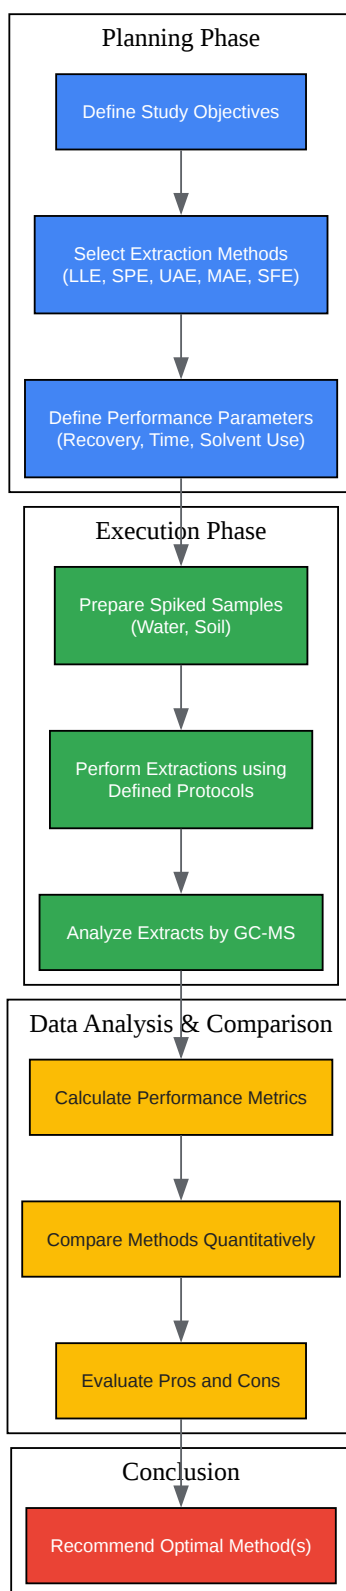 Planning Phase
Define Study Objectives
Select Extraction Methods
(LLE, SPE, UAE, MAE, SFE)
Define Performance Parameters
(Recovery, Time, Solvent Use)
Execution Phase
Prepare Spiked Samples
(Water, Soil)
Perform Extractions using
Defined Protocols
Analyze Extracts by GC-MS
Data Analysis & Comparison
Calculate Performance Metrics
Compare Methods Quantitatively
Evaluate Pros and Cons
Conclusion
Recommend Optimal Method(s)